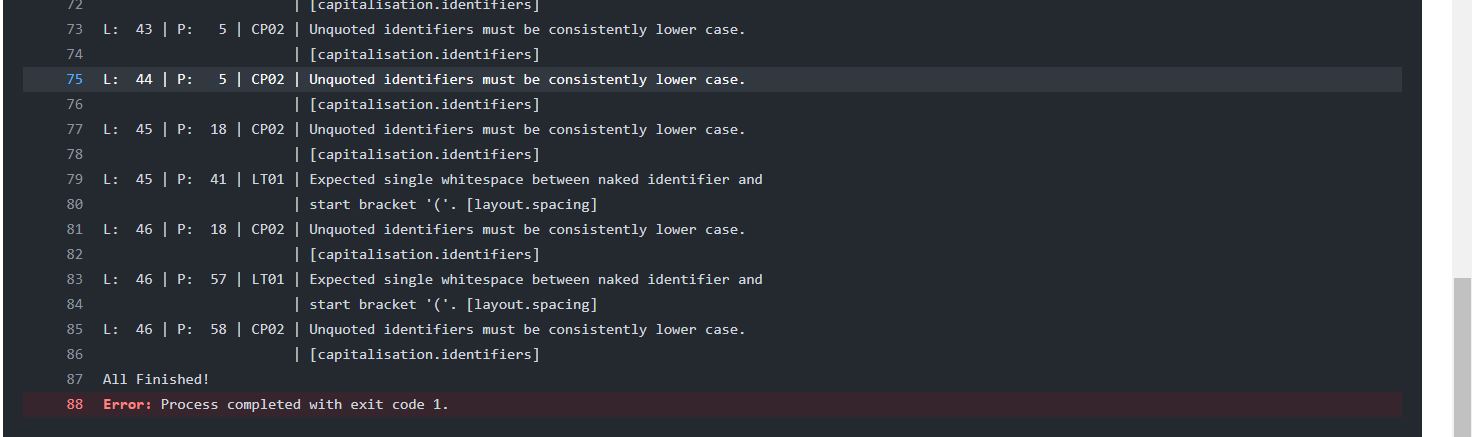 72 | [capitalisation.identifiers]
73 L: 43 | P: 5 | CP02 | Unquoted identifiers must be consistently lower case.
74 | [capitalisation.identifiers]
75 L: 44 | P: 5 | CP02 | Unquoted identifiers must be consistently lower case.
76 | [capitalisation.identifiers]
77 L: 45 | P: 18 | CP02 | Unquoted identifiers must be consistently lower case.
78 | [capitalisation.identifiers]
79 L: 45 | P: 41 | LT01 | Expected single whitespace between naked identifier and
80 | start bracket '('. [layout.spacing]
81 L: 46 | P: 18 | CP02 | Unquoted identifiers must be consistently lower case.
82 | [capitalisation.identifiers]
83 L: 46 | P: 57 | LT01 | Expected single whitespace between naked identifier and
84 | start bracket '('. [layout.spacing]
85 L: 46 | P: 58 | CP02 | Unquoted identifiers must be consistently lower case.
86 | [capitalisation.identifiers]
87 All Finished!
88 Error: Process completed with exit code 1.